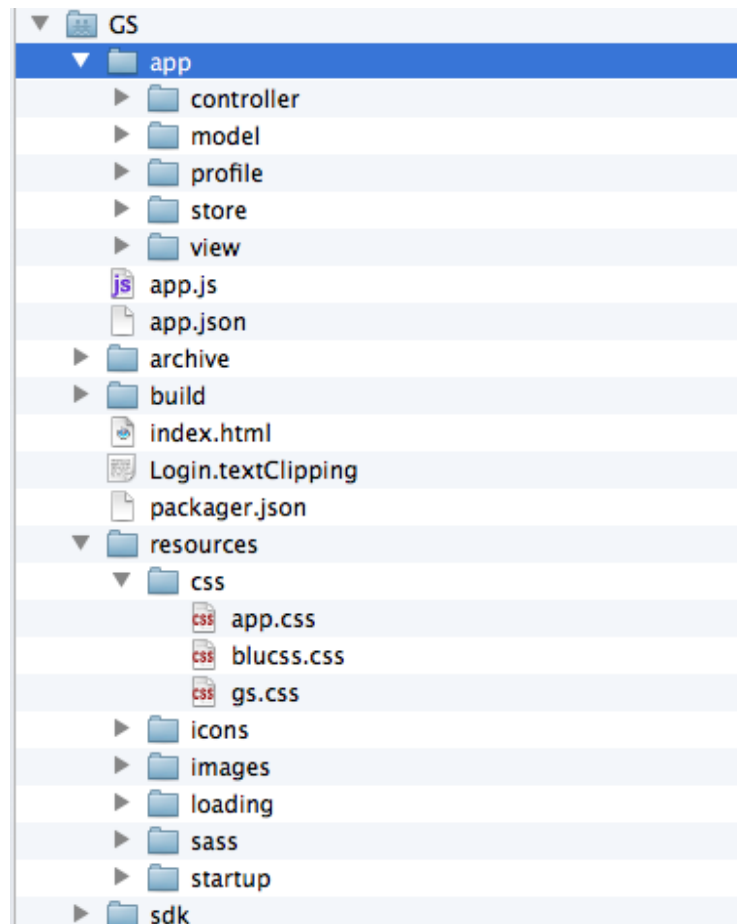 GS
app
controller
model
profile
store
view
app.js
app.json
archive
build
index.html
Login.textClipping
packager.json
resources
css
app.css
blucss.css
gs.css
icons
images
loading
sass
startup
sdk